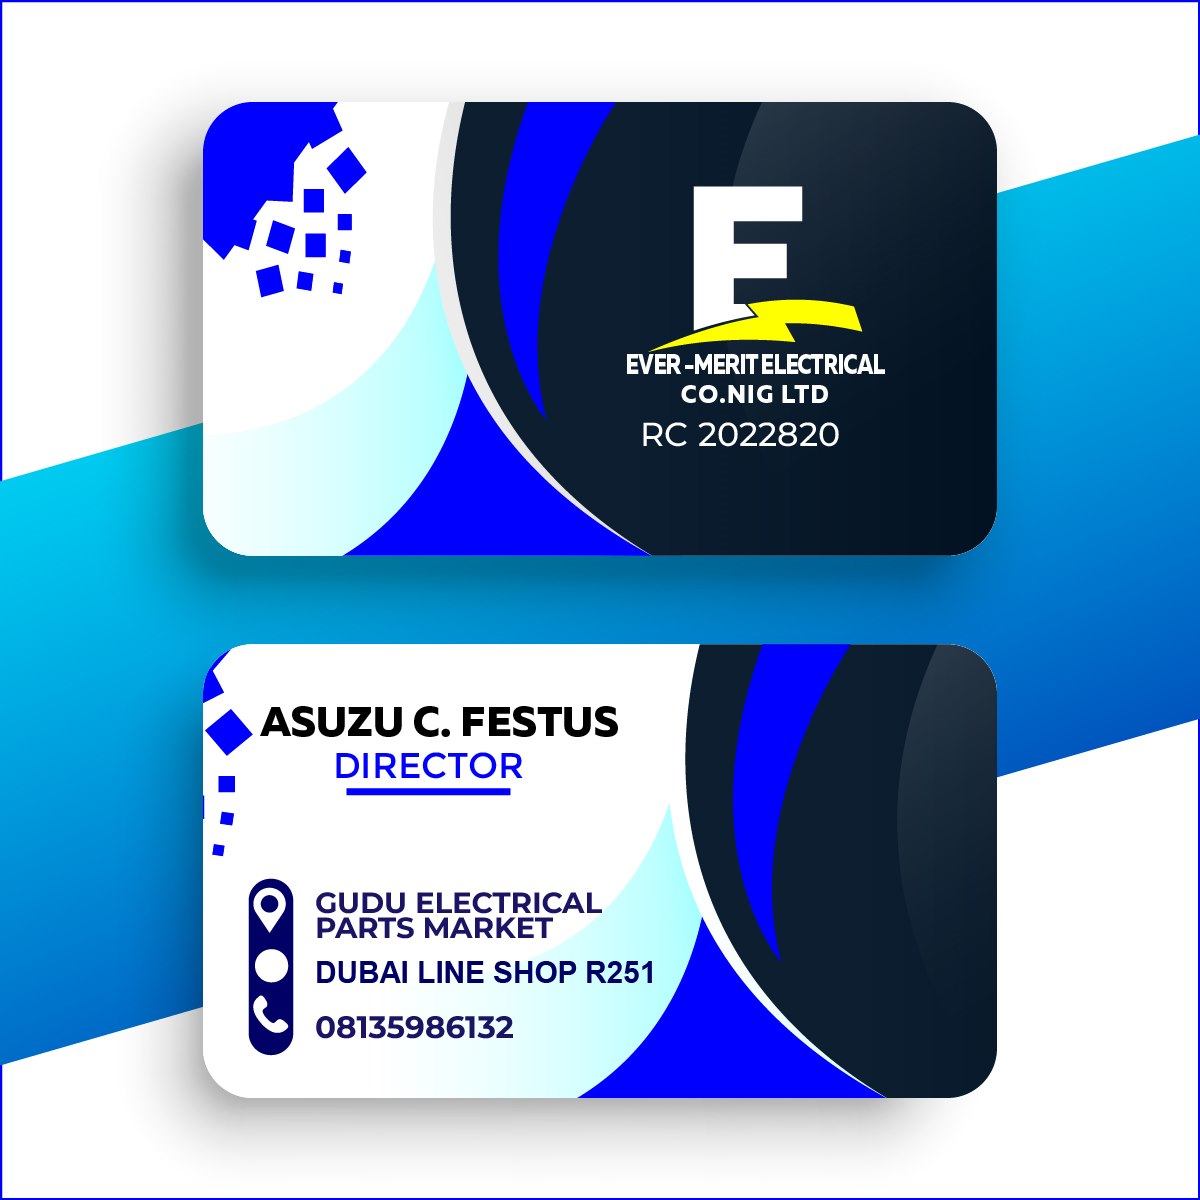 E
EVER -MERIT ELECTRICAL
CO.NIG LTD
RC 2022820
ASUZU C. FESTUS
DIRECTOR
GUDU ELECTRICAL
PARTS MARKET
DUBAI LINE SHOP R251
08135986132